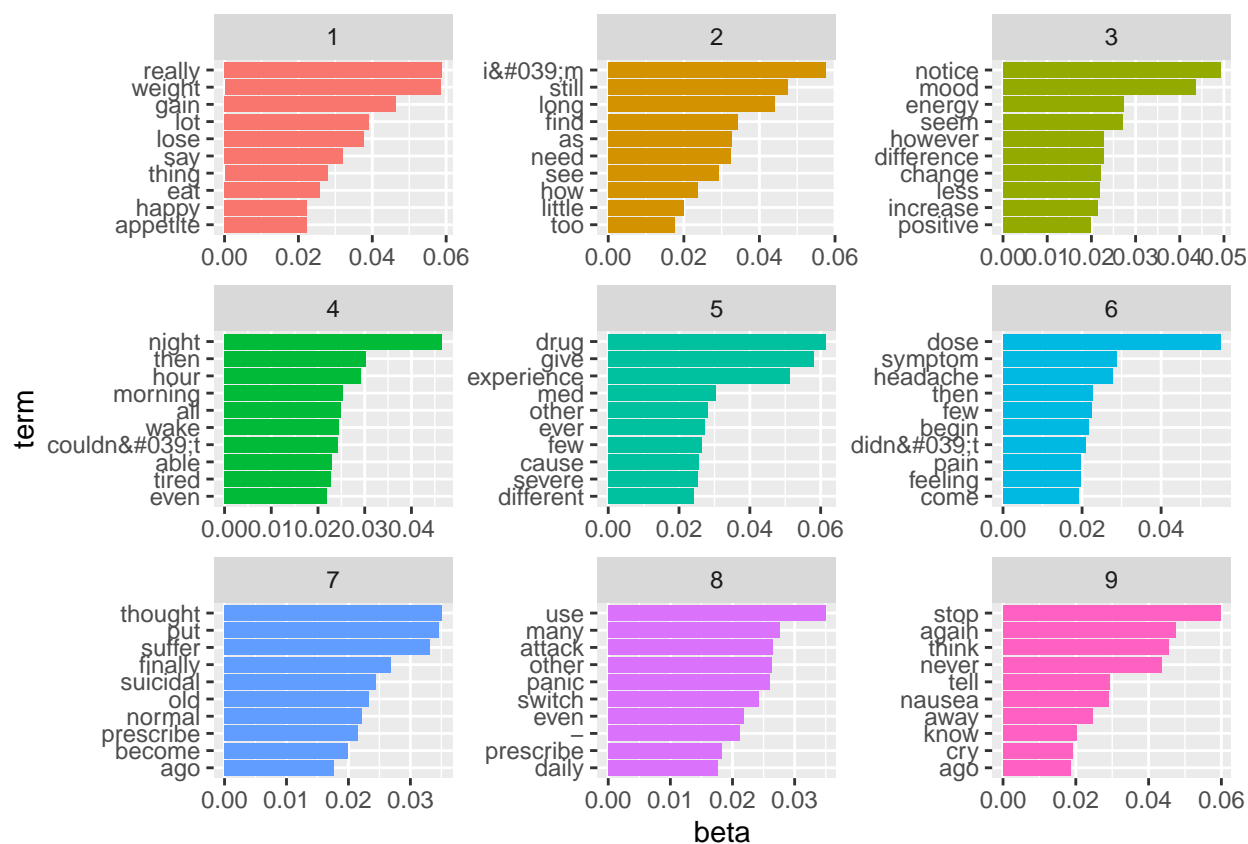 1
really
weight
gain
lot
lose
say
thing
eat
happy
appetite
0.00 0.02 0.04 0.06
2
i&#039;m
still
long
find
as
need
see
how
little
too
0.00 0.02 0.04 0.06
3
notice
mood
energy
seem
however
difference
change
less
increase
positive
0.00 0.01 0.02 0.03 0.04 0.05
term
4
night
then
hour
morning
all
wake
couldn&#039;t
able
tired
even
0.00 0.01 0.02 0.03 0.04
5
drug
give
experience
med
other
ever
few
cause
severe
different
0.00 0.02 0.04 0.06
6
dose
symptom
headache
then
few
begin
didn&#039;t
pain
feeling
come
0.00 0.02 0.04
7
thought
put
suffer
finally
suicidal
old
normal
prescribe
become
ago
0.00 0.01 0.02 0.03
8
use
many
attack
other
panic
switch
even
–
prescribe
daily
0.00 0.01 0.02 0.03
9
stop
again
think
never
tell
nausea
away
know
cry
ago
0.00 0.02 0.04 0.06
beta